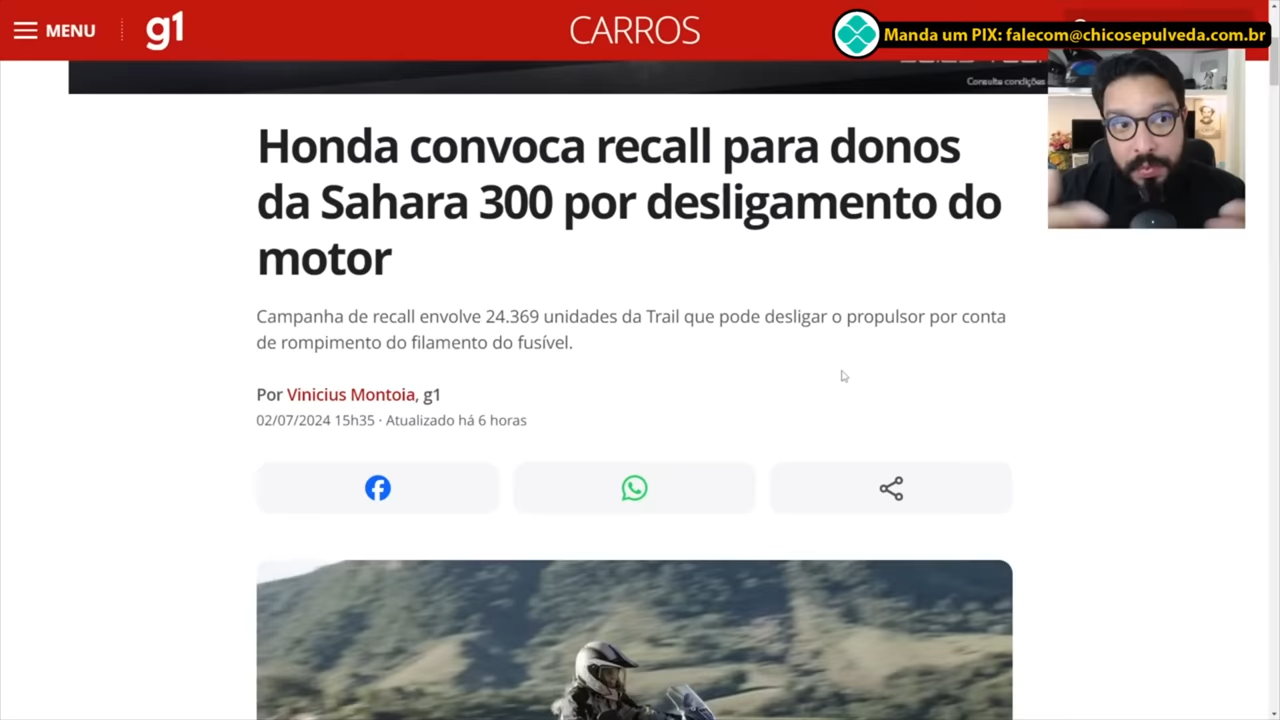 MENU
g1
CARROS
Manda um PIX: falecom@chicosepulveda.com.br
Consulte condições
Honda convoca recall para donos
da Sahara 300 por desligamento do
motor
Campanha de recall envolve 24.369 unidades da Trail que pode desligar o propulsor por conta
de rompimento do filamento do fusível.
Por Vinicius Montoia, g1
02/07/2024 15h35 · Atualizado há 6 horas